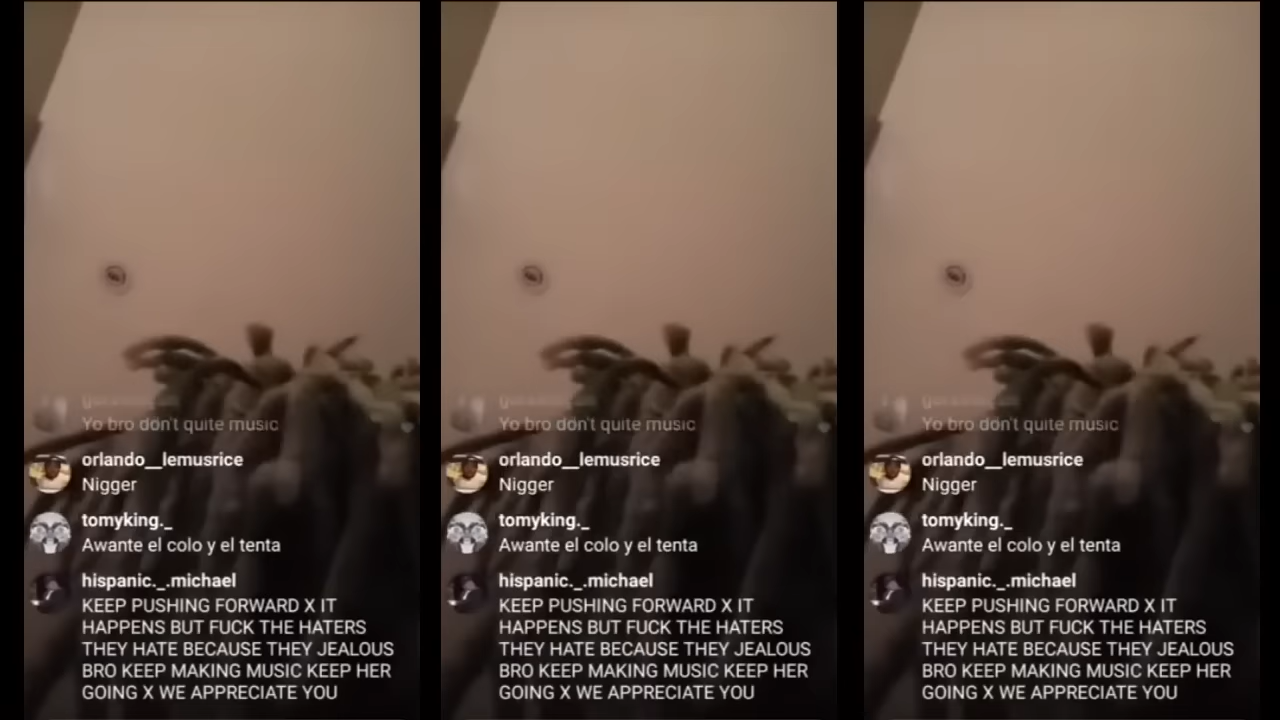 Yo bro don't quite music
orlando__lemusrice
Nigger
tomyking._
Awante el colo y el tenta
hispanic._.michael
KEEP PUSHING FORWARD X IT
HAPPENS BUT FUCK THE HATERS
THEY HATE BECAUSE THEY JEALOUS
BRO KEEP MAKING MUSIC KEEP HER
GOING X WE APPRECIATE YOU
Yo bro don't quite music
orlando__lemusrice
Nigger
tomyking._
Awante el colo y el tenta
hispanic._.michael
KEEP PUSHING FORWARD X IT
HAPPENS BUT FUCK THE HATERS
THEY HATE BECAUSE THEY JEALOUS
BRO KEEP MAKING MUSIC KEEP HER
GOING X WE APPRECIATE YOU
Yo bro don't quite music
orlando__lemusrice
Nigger
tomyking._
Awante el colo y el tenta
hispanic._.michael
KEEP PUSHING FORWARD X IT
HAPPENS BUT FUCK THE HATERS
THEY HATE BECAUSE THEY JEALOUS
BRO KEEP MAKING MUSIC KEEP HER
GOING X WE APPRECIATE YOU